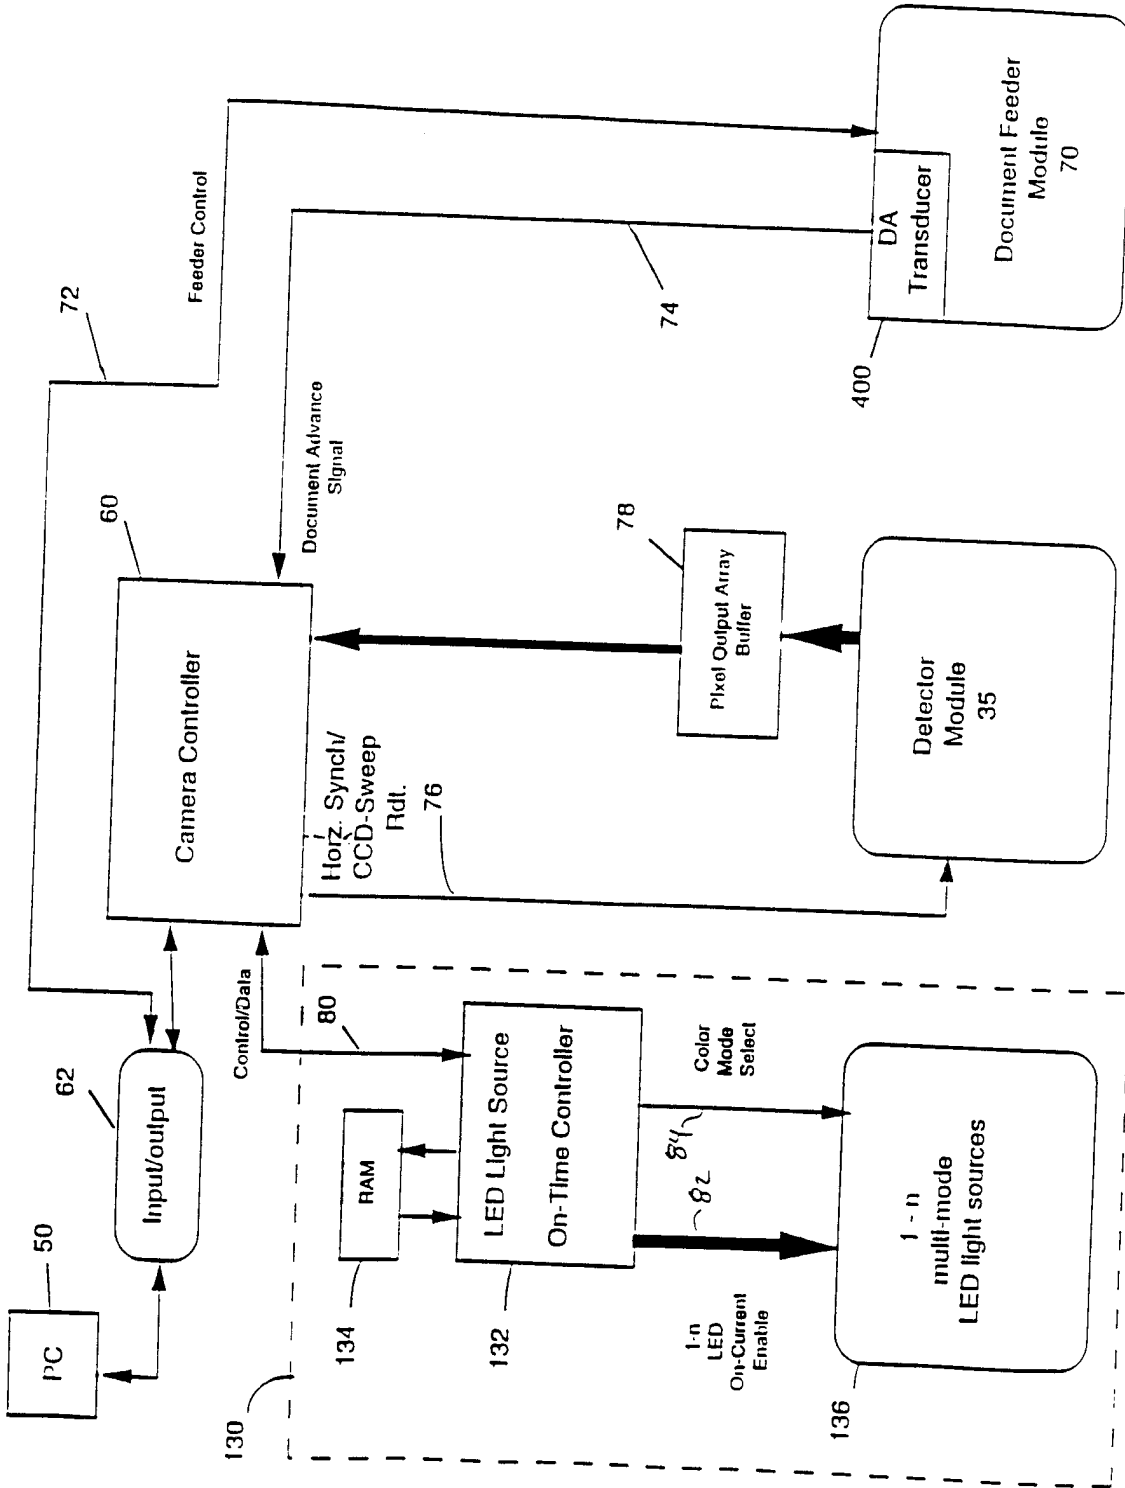 PC
50
Input/output
62
72
Feeder Control
Camera Controller
60
Document Advance
Signal
Control/Data
Horz. Synch/
CCD-Sweep
Rdt.
76
74
78
Pixel Output Array
Buffer
Detector
Module
35
DA
Transducer
400
Document Feeder
Module
70
130
RAM
134
80
LED Light Source
On-Time Controller
132
1-n
LED
On-Current
Enable
82
84
Color
Mode
Select
1 - n
multi-mode
LED light sources
136